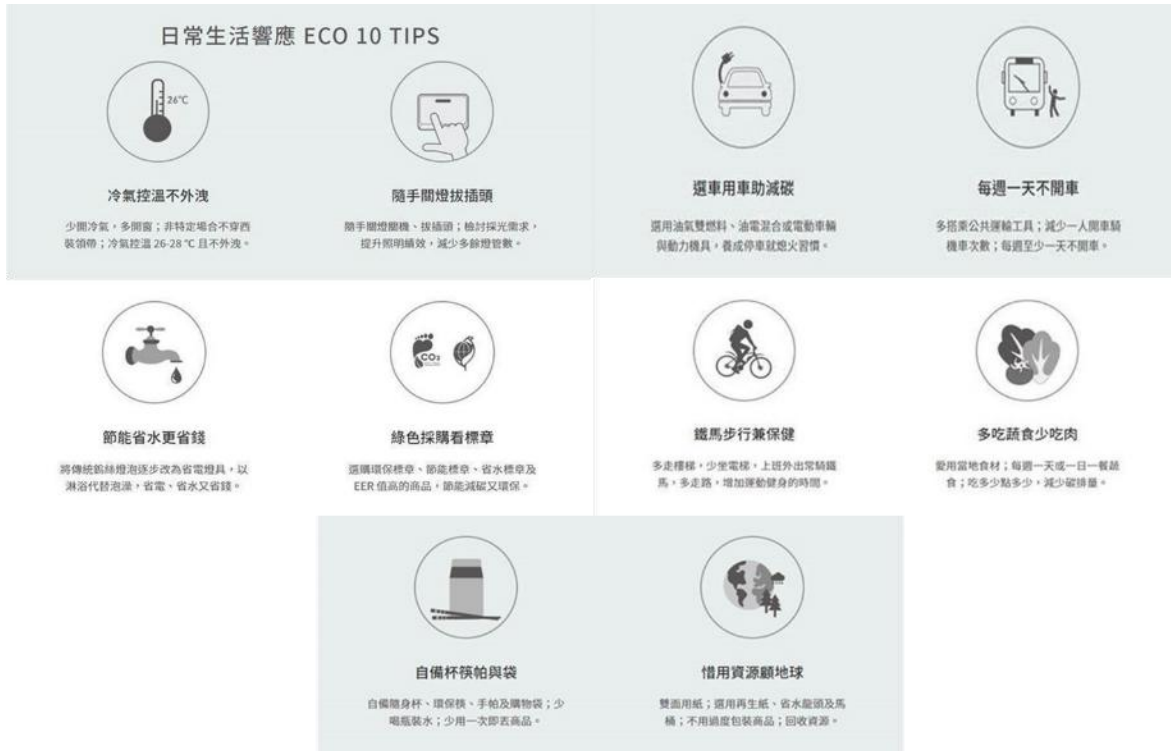 日常生活響應 ECO 10 TIPS
26℃
冷氣控溫不外洩
少開冷氣,多開窗;非特定場合不穿西
裝領帶;冷氣控溫 26-28 ℃ 且不外洩。
隨手關燈拔插頭
隨手關燈關機、拔插頭;檢討採光需求,
提升照明績效,減少多餘燈管數。
選車用車助減碳
選用油氣雙燃料、油電混合或電動車輛
與動力機具,養成停車就熄火習慣。
每週一天不開車
多搭乘公共運輸工具;減少一人開車騎
機車次數;每週至少一天不開車。
節能省水更省錢
將傳統鎢絲燈泡逐步改為省電燈具,以
淋浴代替泡澡,省電、省水又省錢。
CO₂
綠色採購看標章
選購環保標章、節能標章、省水標章及
EER 值高的商品,節能減碳又環保。
鐵馬步行兼保健
多走樓梯,少坐電梯,上班外出常騎鐵
馬,多走路,增加運動健身的時間。
多吃蔬食少吃肉
愛用當地食材;每週一天或一日一餐蔬
食;吃多少點多少,減少碳排量。
自備杯筷帕與袋
自備隨身杯、環保筷、手帕及購物袋;少
喝瓶裝水;少用一次即丟商品。
惜用資源顧地球
雙面用紙;選用再生紙、省水龍頭及馬
桶;不用過度包裝商品;回收資源。